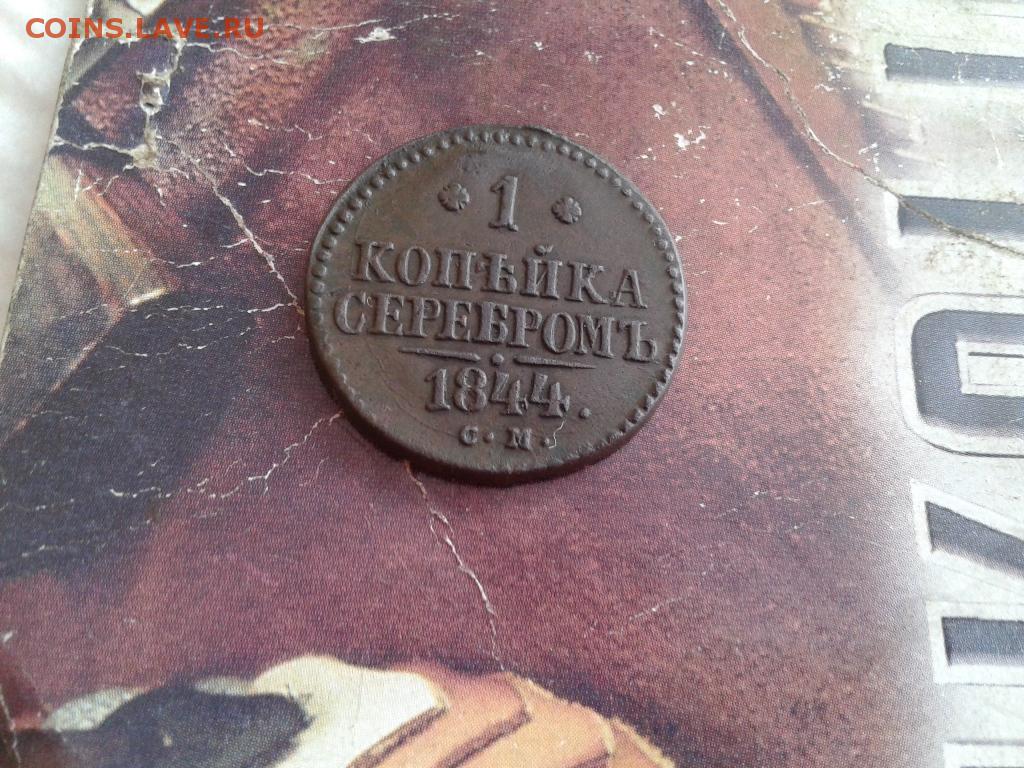 COINS.LAVE.RU
1
КОПѢЙКА
СЕРЕБРОМЪ
1844.
С. М.